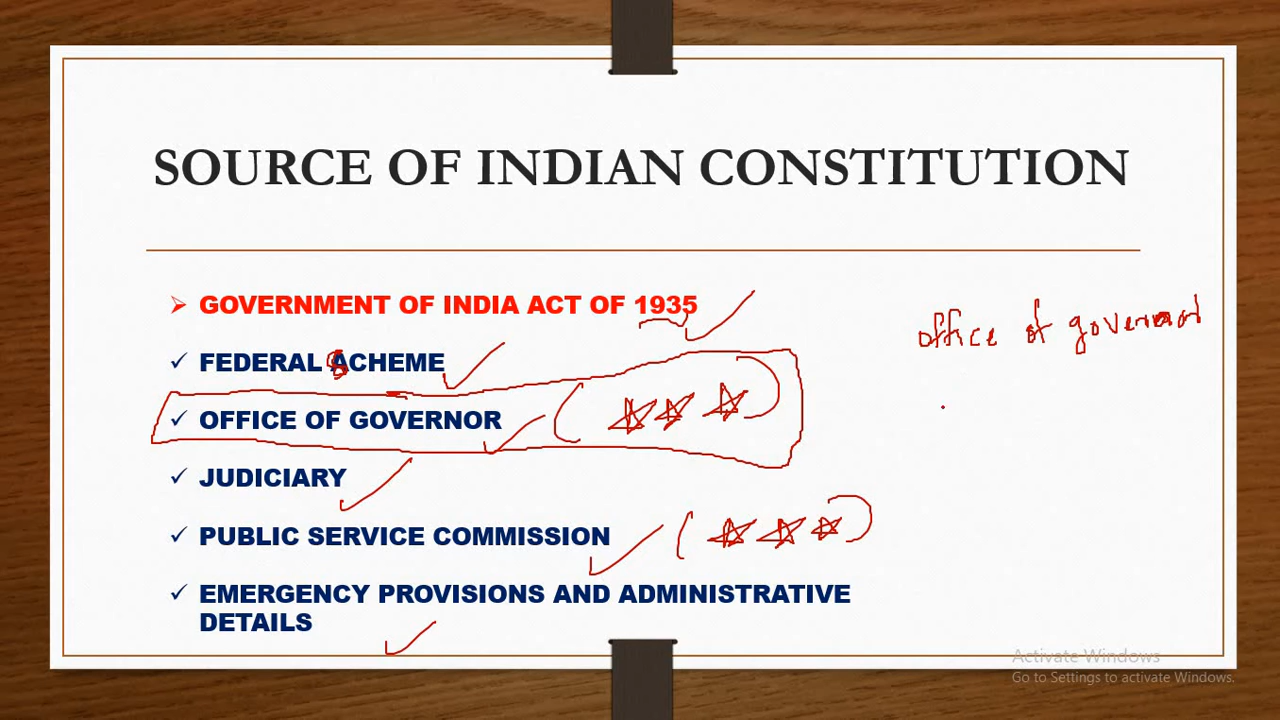 SOURCE OF INDIAN CONSTITUTION
GOVERNMENT OF INDIA ACT OF 1935
FEDERAL ACHEME
S
OFFICE OF GOVERNOR
JUDICIARY
PUBLIC SERVICE COMMISSION
EMERGENCY PROVISIONS AND ADMINISTRATIVE
DETAILS
office of
Activate Windows
Go to Settings to activate Windows.